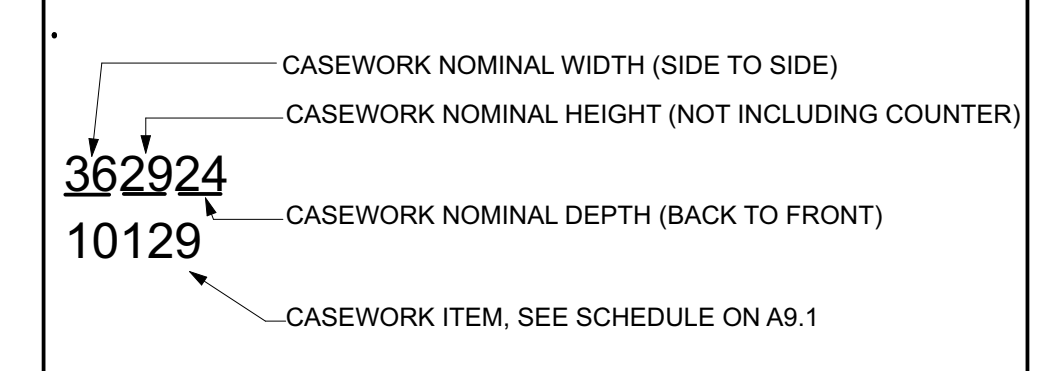 CASEWORK NOMINAL WIDTH (SIDE TO SIDE)
CASEWORK NOMINAL HEIGHT (NOT INCLUDING COUNTER)
362924
CASEWORK NOMINAL DEPTH (BACK TO FRONT)
10129
CASEWORK ITEM, SEE SCHEDULE ON A9.1